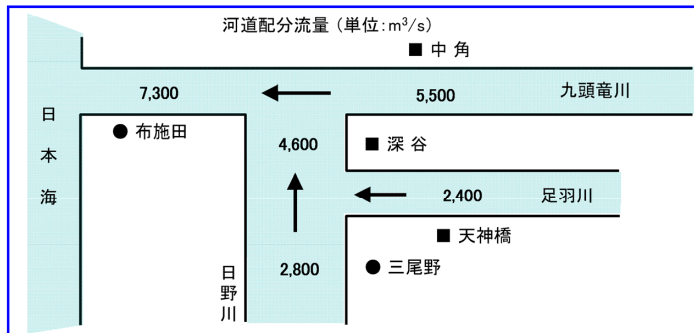 河道配分流量（単位：m³/s）
■ 中 角
7,300
5,500
九頭竜川
日本海
● 布施田
4,600
■ 深 谷
2,400
足羽川
■ 天神橋
日野川
2,800
● 三尾野